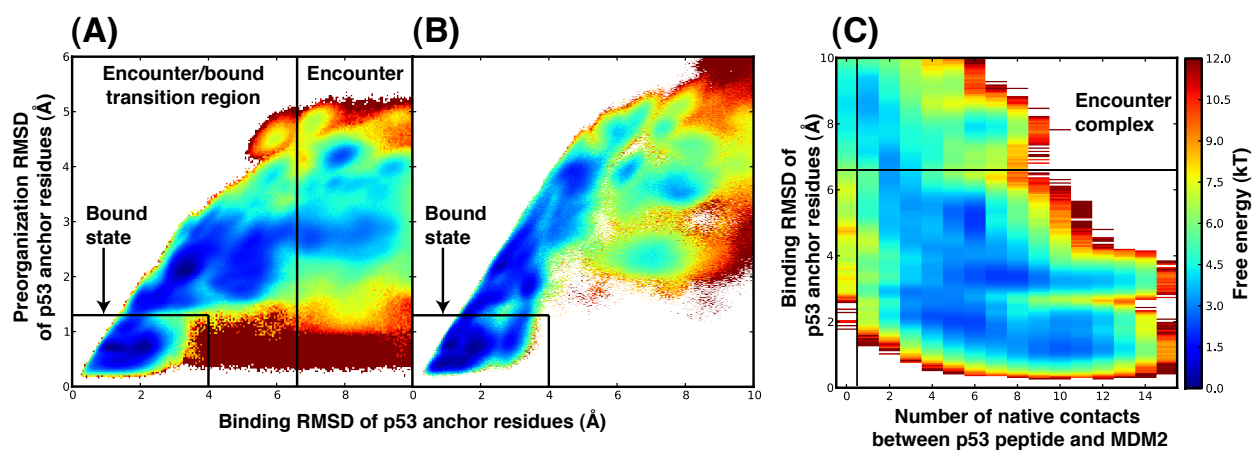 (A)
(B)
(C)
Preorganization RMSD
of p53 anchor residues (Å)
6
5
4
3
2
1
0
Encounter/bound
transition region
Encounter
Bound
state
0
2
4
6
8
Bound
state
0
2
4
6
8
10
Binding RMSD of p53 anchor residues (Å)
Binding RMSD of
p53 anchor residues (Å)
10
8
6
4
2
0
Encounter
complex
0
2
4
6
8
10
12
14
Number of native contacts
between p53 peptide and MDM2
12.0
10.5
9.0
7.5
6.0
4.5
3.0
1.5
0.0
Free energy (kT)